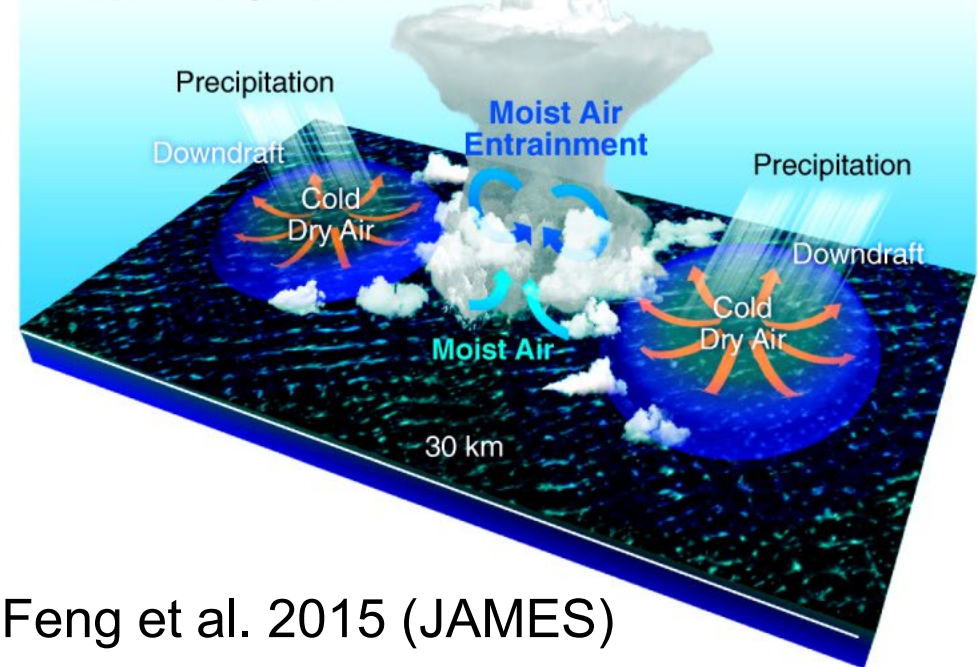 Precipitation
Downdraft
Cold
Dry Air
Moist Air
Entrainment
Moist Air
Precipitation
Downdraft
Cold
Dry Air
30 km
Feng et al. 2015 (JAMES)